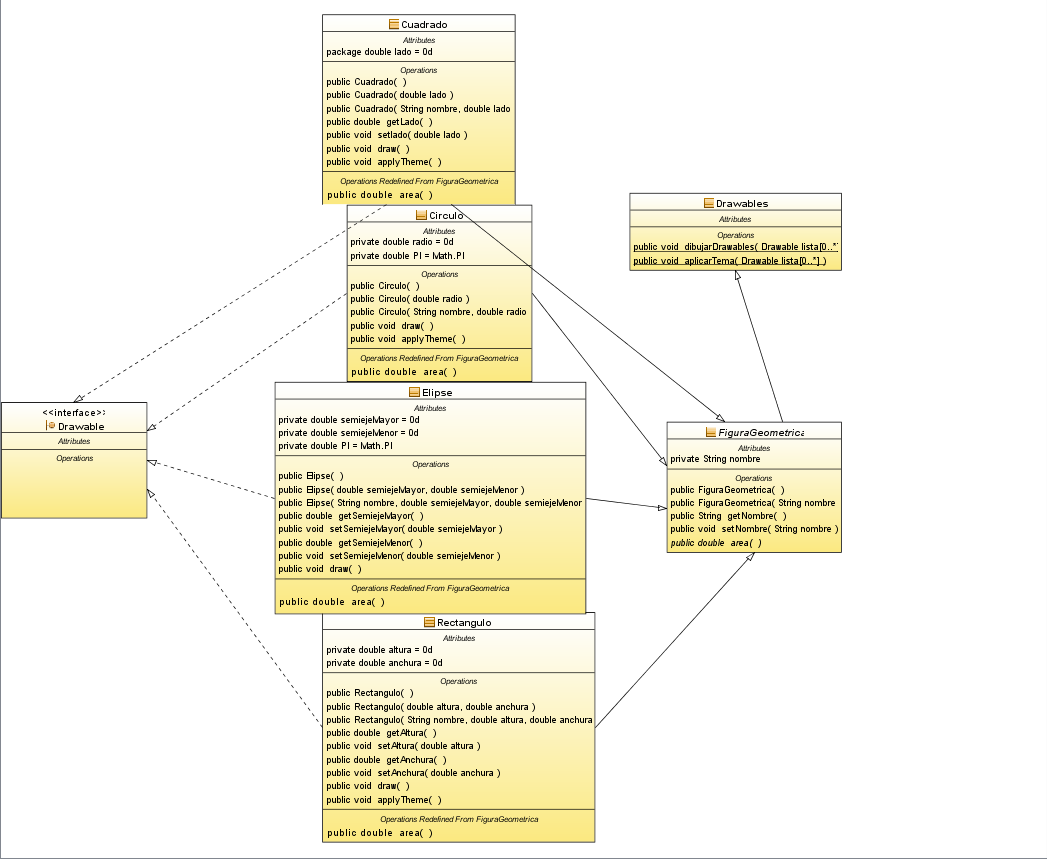 Cuadrado
Attributes
package double lado = 0d
Operations
public Cuadrado( )
public Cuadrado( double lado )
public Cuadrado( String nombre, double lado
public double getLado( )
public void setlado( double lado )
public void draw( )
public void applyTheme( )
Operations Redefined From FiguraGeometrica
public double area( )
Circulo
Attributes
private double radio = 0d
private double PI = Math.PI
Operations
public Circulo( )
public Circulo( double radio )
public Circulo( String nombre, double radio
public void draw( )
public void applyTheme( )
Operations Redefined From FiguraGeometrica
public double area( )
Drawables
Attributes
Operations
public void dibujarDrawables( Drawable lista[0..*]
public void aplicarTema( Drawable lista[0..*] )
<<interface>>
Drawable
Attributes
Operations
Elipse
Attributes
private double semiejeMayor = 0d
private double semiejeMenor = 0d
private double PI = Math.PI
Operations
public Elipse( )
public Elipse( double semiejeMayor, double semiejeMenor )
public Elipse( String nombre, double semiejeMayor, double semiejeMenor
public double getSemiejeMayor( )
public void setSemiejeMayor( double semiejeMayor )
public double getSemiejeMenor( )
public void setSemiejeMenor( double semiejeMenor )
public void draw( )
Operations Redefined From FiguraGeometrica
public double area( )
FiguraGeometrica
Attributes
private String nombre
Operations
public FiguraGeometrica( )
public FiguraGeometrica( String nombre
public String getNombre( )
public void setNombre( String nombre )
public double area( )
Rectangulo
Attributes
private double altura = 0d
private double anchura = 0d
Operations
public Rectangulo( )
public Rectangulo( double altura, double anchura )
public Rectangulo( String nombre, double altura, double anchura
public double getAltura( )
public void setAltura( double altura )
public double getAnchura( )
public void setAnchura( double anchura )
public void draw( )
public void applyTheme( )
Operations Redefined From FiguraGeometrica
public double area( )